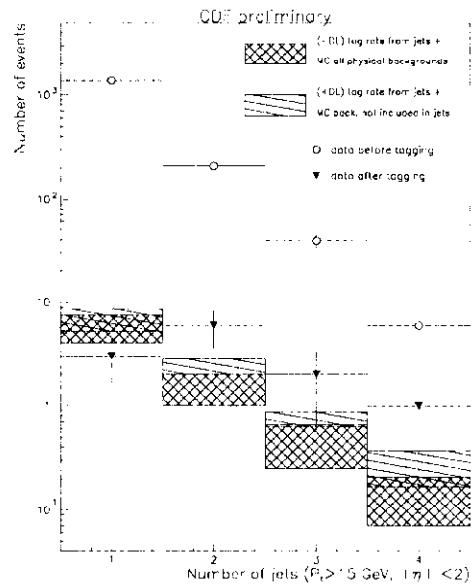 CDF preliminary
Number of events
(-DL) tag rate from jets +
MC all physical backgrounds
(+DL) tag rate from jets +
MC back. not included in jets
data before tagging
data after tagging
10³
10²
10
1
10⁻¹
1 2 3 4
Number of jets (Pₜ>15 GeV, |η| <2)